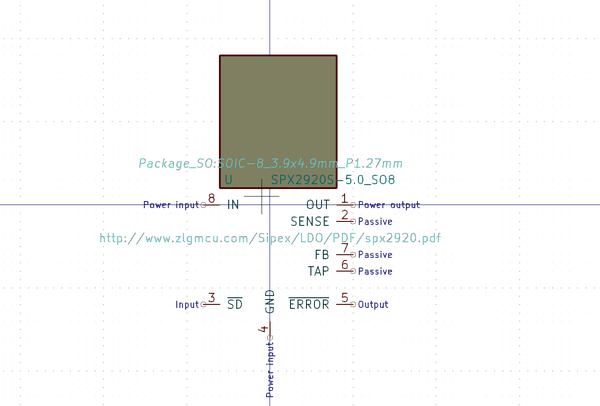 Package_SO:SOIC-8_3.9x4.9mm_P1.27mm
U SPX2920S-5.0_SO8
Power input 8 IN OUT 1 Power output
SENSE 2 Passive
http://www.zlgmcu.com/Sipex/LDO/PDF/spx2920.pdf
FB 7 Passive
TAP 6 Passive
Input 3 SD GND ERROR 5 Output
4
Power input